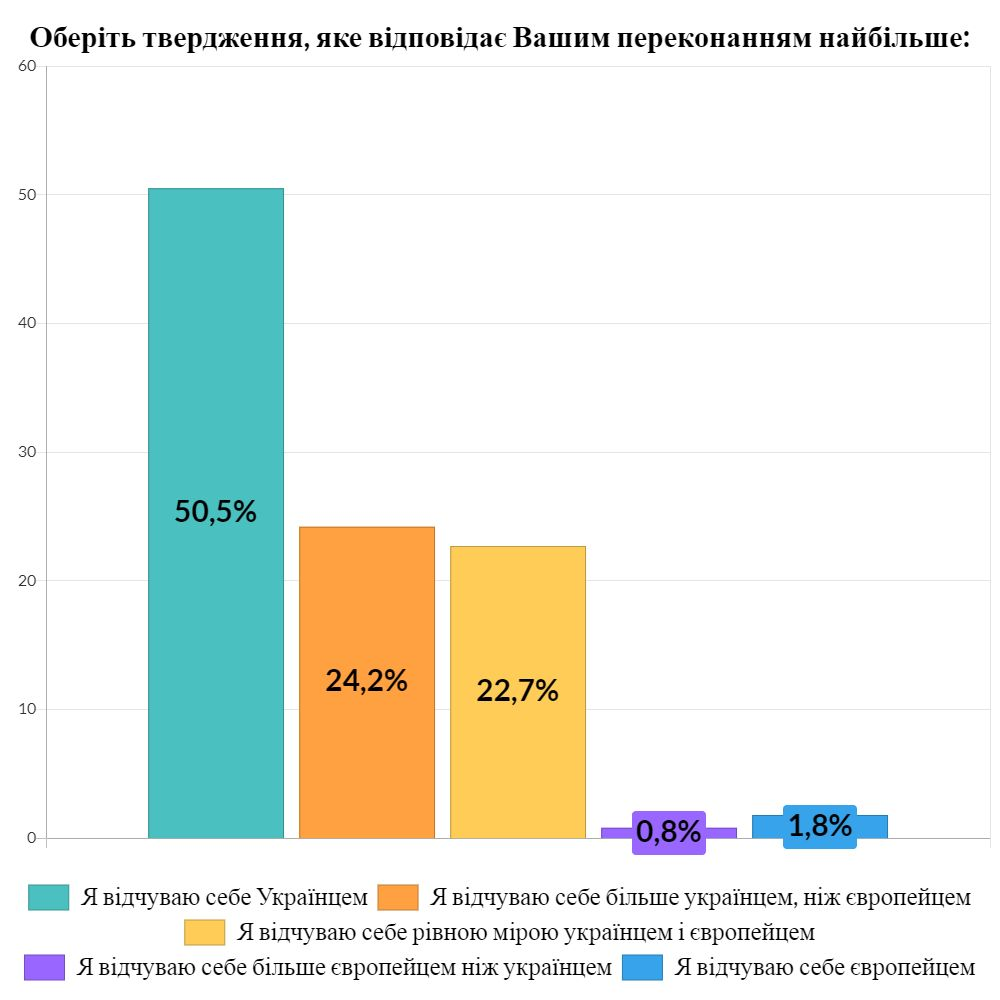 Оберіть твердження, яке відповідає Вашим переконанням найбільше:
60
50
40
30
20
10
0
50,5%
24,2%
22,7%
0,8%
1,8%
Я відчуваю себе Українцем
Я відчуваю себе більше українцем, ніж європейцем
Я відчуваю себе рівною мірою українцем і європейцем
Я відчуваю себе більше європейцем ніж українцем
Я відчуваю себе європейцем